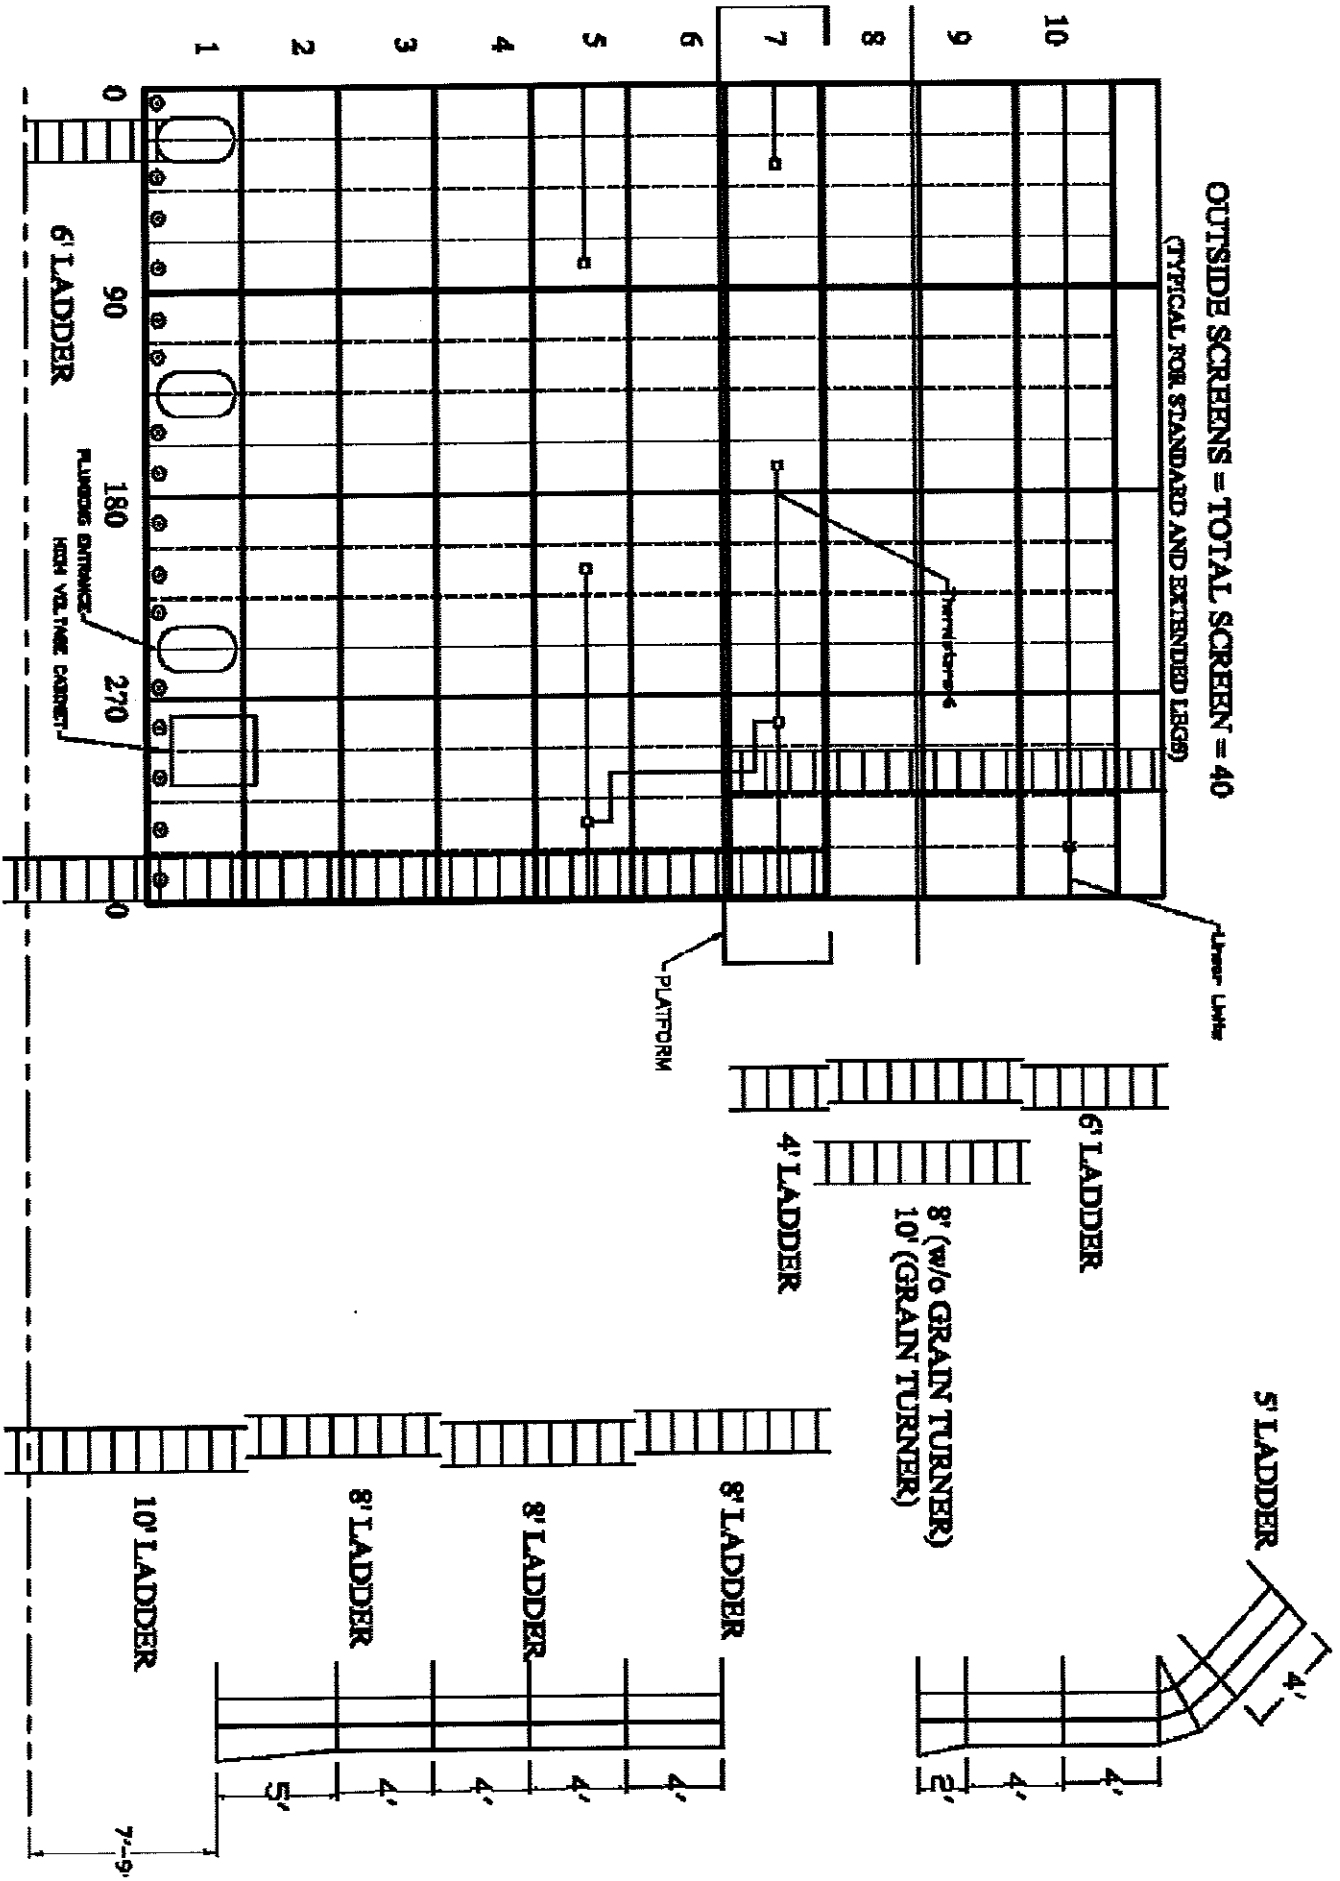 OUTSIDE SCREENS = TOTAL SCREEN = 40
(TYPICAL FOR STANDARD AND EXTENDED LEGS)
10
9
8
7
6
5
4
3
2
1
0
90
180
270
0
Thermistors-6
PLATFORM
6' LADDER
PLUMBING ENTRANCE
HIGH VOLTAGE CABINET
6' LADDER
8' (w/o GRAIN TURNER)
10' (GRAIN TURNER)
4' LADDER
8' LADDER
8' LADDER
8' LADDER
10' LADDER
5' LADDER
4'
4'
4'
2'
4'
4'
4'
4'
5'
7'-9